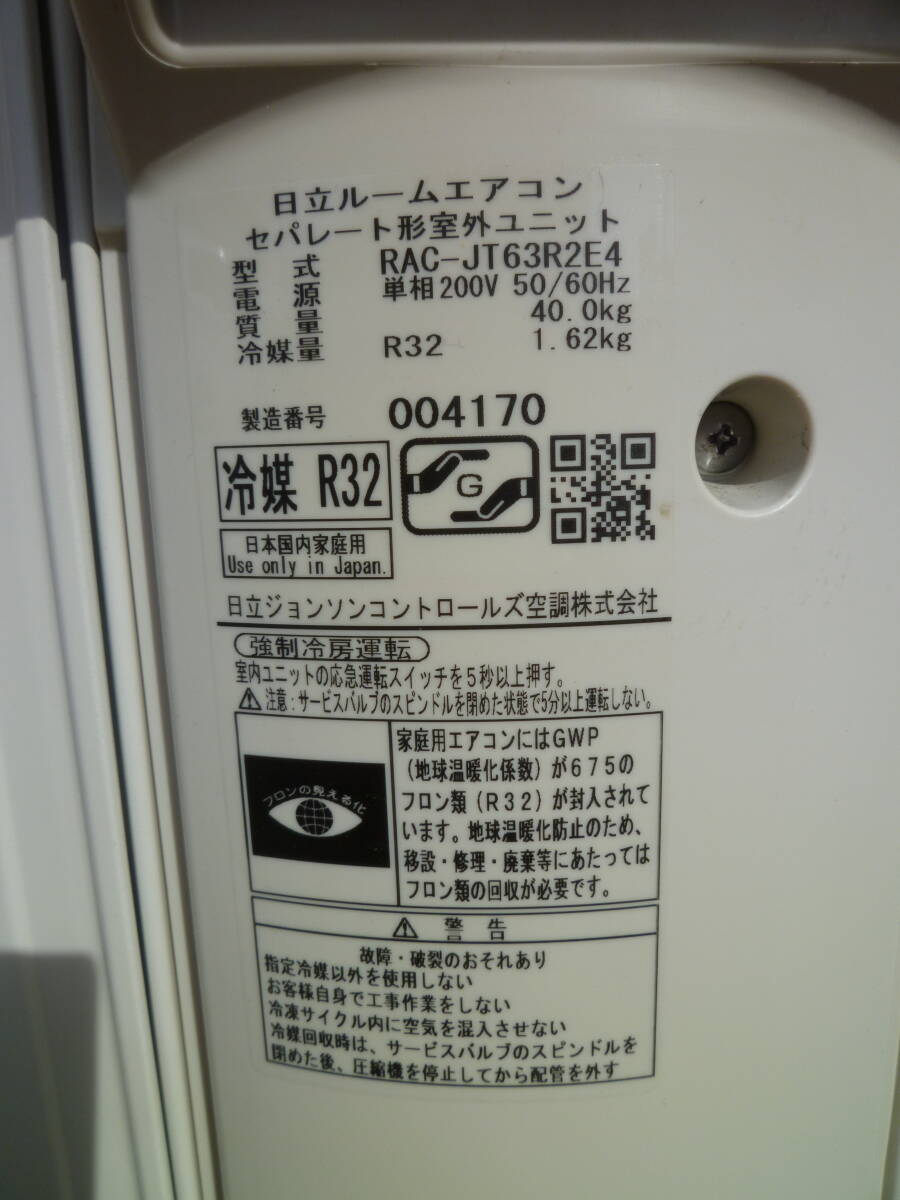 日立ルームエアコン
セパレート形室外ユニット
型式 RAC-JT63R2E4
電源 単相200V 50/60Hz
質量 40.0kg
冷媒量 R32 1.62kg
製造番号 004170
冷媒 R32
G
日本国内家庭用
Use only in Japan.
日立ジョンソンコントロールズ空調株式会社
強制冷房運転
室内ユニットの応急運転スイッチを5秒以上押す。
注意:サービスバルブのスピンドルを閉めた状態で5分以上運転しない。
フロンの見える化
家庭用エアコンにはGWP
(地球温暖化係数)が675の
フロン類(R32)が封入されて
います。地球温暖化防止のため、
移設・修理・廃棄等にあたっては
フロン類の回収が必要です。
警告
故障・破裂のおそれあり
指定冷媒以外を使用しない
お客様自身で工事作業をしない
冷凍サイクル内に空気を混入させない
冷媒回収時は、サービスバルブのスピンドルを
閉めた後、圧縮機を停止してから配管を外す